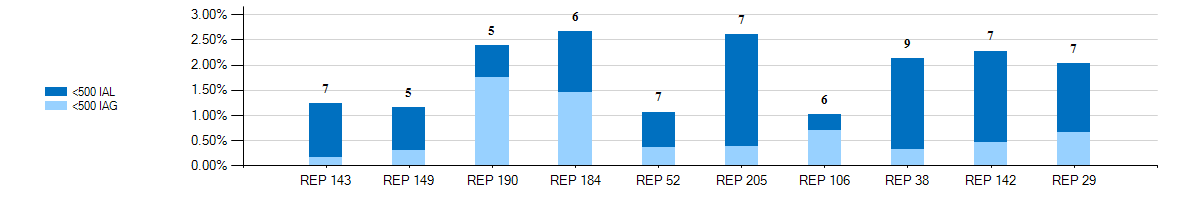 3.00%
2.50%
2.00%
1.50%
1.00%
0.50%
0.00%
<500 IAL
<500 IAG
7 5 5 6 7 7 6 9 7 7
REP 143 REP 149 REP 190 REP 184 REP 52 REP 205 REP 106 REP 38 REP 142 REP 29